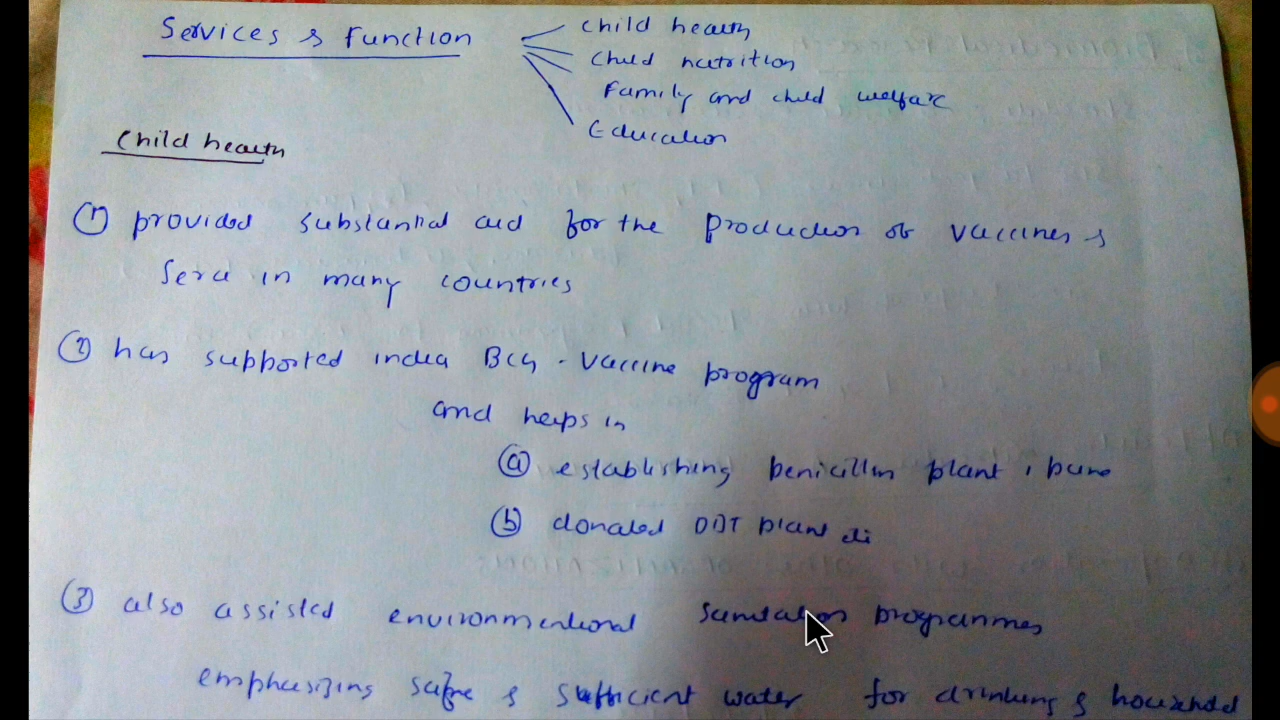 Services & Function
child health
child nutrition
Family and child welfare
Education
Child health
① provided substantial aid for the production of vaccines &
Sera in many countries
② has supported india BCG - vaccine program
and helps in
ⓐ establishing penicillin plant, pune
ⓑ donated DDT plant di
③ also assisted environmentional sanitation programmes
emphasizing safe & sufficient water for drinking & household